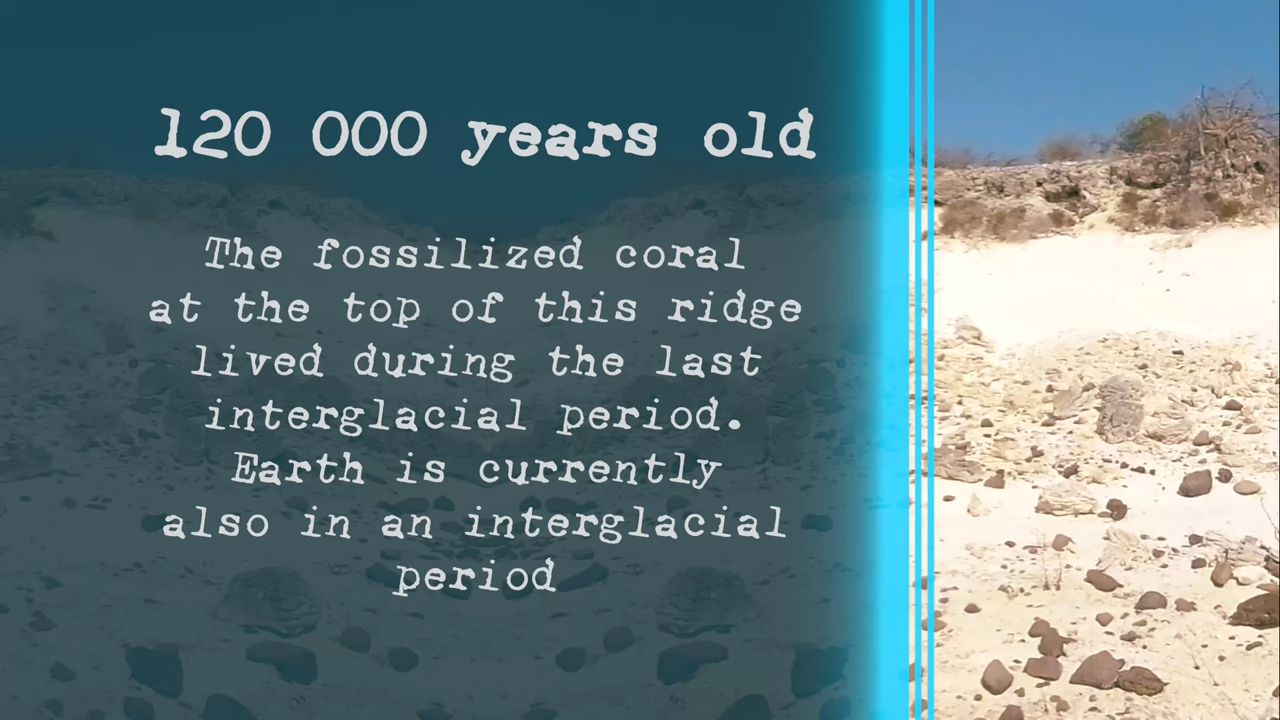 120 000 years old
The fossilized coral
at the top of this ridge
lived during the last
interglacial period.
Earth is currently
also in an interglacial
period